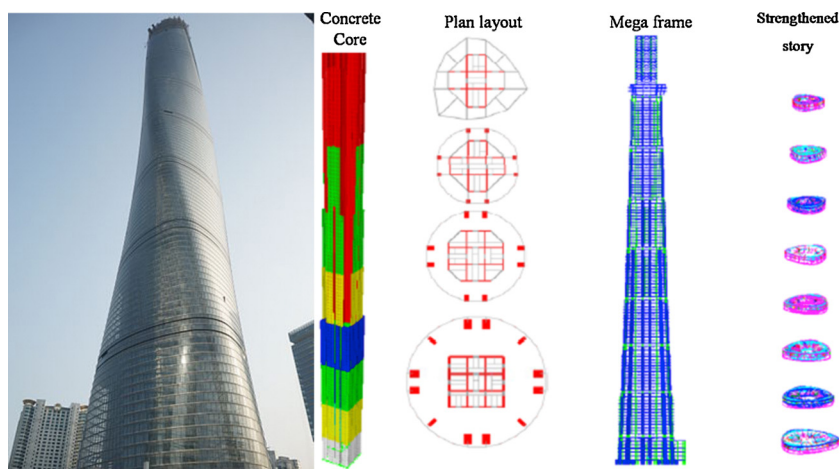 Concrete
Core
Plan layout
Mega frame
Strengthened
story